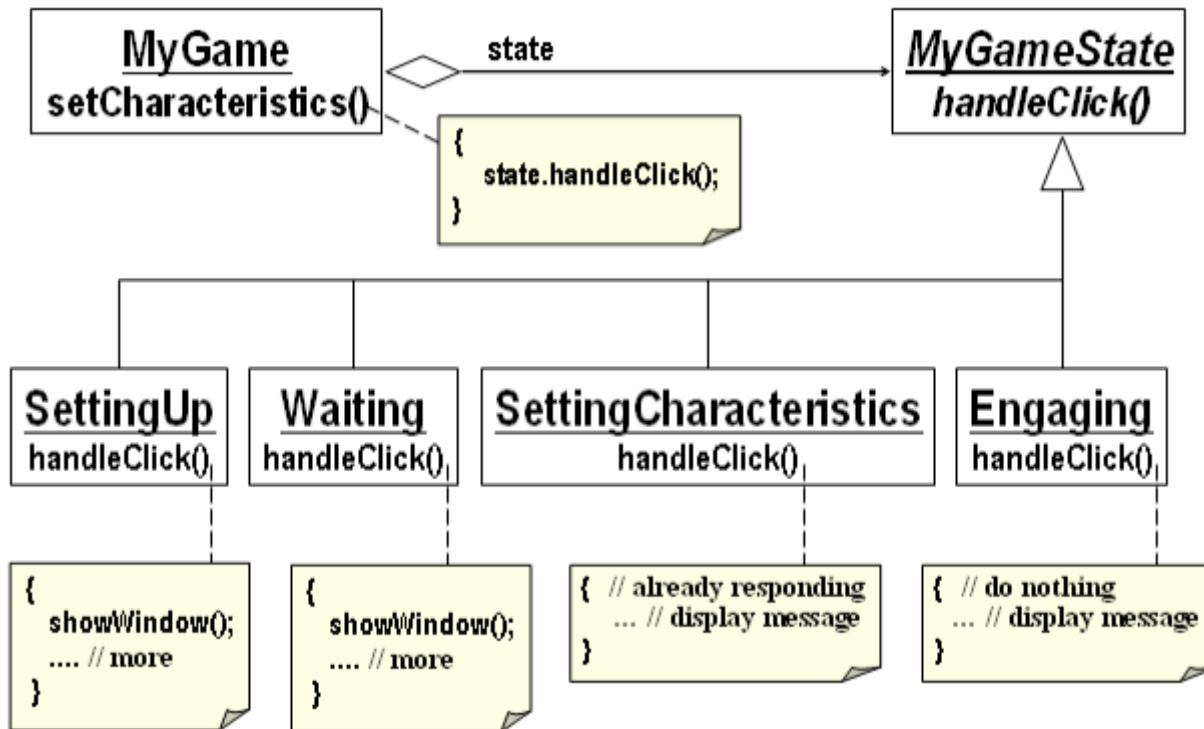 MyGame
setCharacteristics()
state
MyGameState
handleClick()
{
state.handleClick();
}
SettingUp
handleClick()
Waiting
handleClick()
SettingCharacteristics
handleClick()
Engaging
handleClick()
{
showWindow();
.... // more
}
{
showWindow();
.... // more
}
{ // already responding
... // display message
}
{ // do nothing
... // display message
}